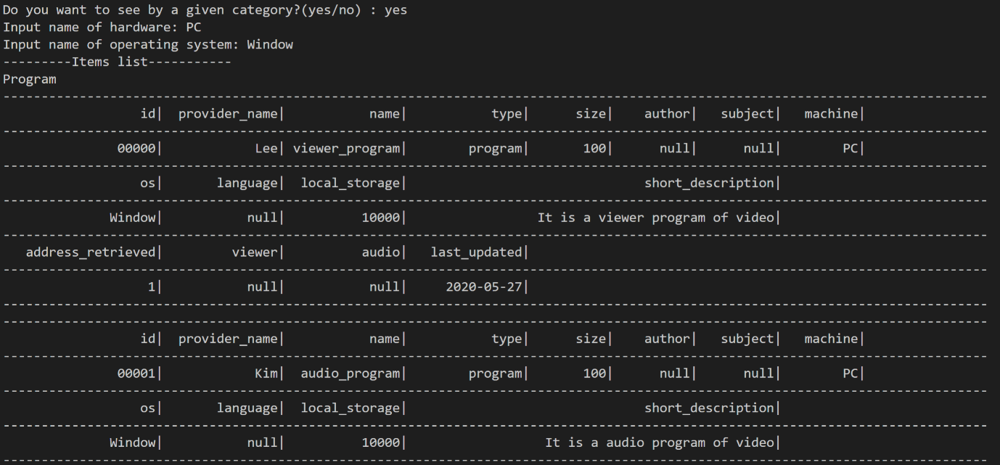 Do you want to see by a given category?(yes/no) : yes
Input name of hardware: PC
Input name of operating system: Window
---------Items list-----------
Program
---------------------------------------------------------------------------------------------------------------------------------
id| provider_name| name| type| size| author| subject| machine|
---------------------------------------------------------------------------------------------------------------------------------
00000| Lee| viewer_program| program| 100| null| null| PC|
---------------------------------------------------------------------------------------------------------------------------------
os| language| local_storage| short_description|
---------------------------------------------------------------------------------------------------------------------------------
Window| null| 10000| It is a viewer program of video|
---------------------------------------------------------------------------------------------------------------------------------
address_retrieved| viewer| audio| last_updated|
---------------------------------------------------------------------------------------------------------------------------------
1| null| null| 2020-05-27|
---------------------------------------------------------------------------------------------------------------------------------
---------------------------------------------------------------------------------------------------------------------------------
id| provider_name| name| type| size| author| subject| machine|
---------------------------------------------------------------------------------------------------------------------------------
00001| Kim| audio_program| program| 100| null| null| PC|
---------------------------------------------------------------------------------------------------------------------------------
os| language| local_storage| short_description|
---------------------------------------------------------------------------------------------------------------------------------
Window| null| 10000| It is a audio program of video|
---------------------------------------------------------------------------------------------------------------------------------